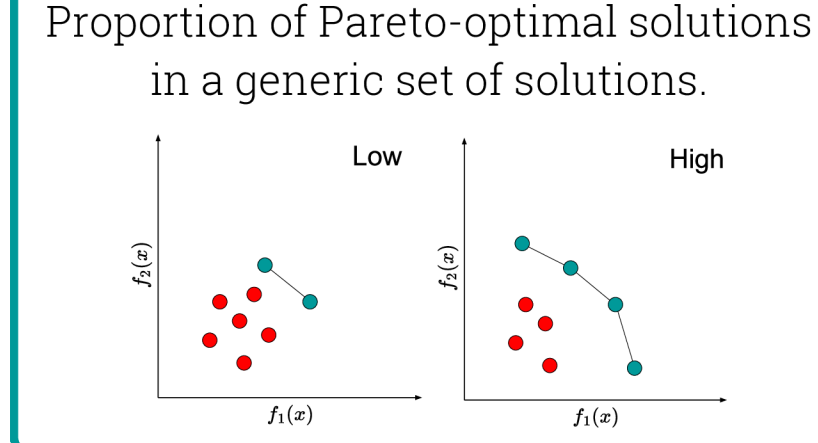 Proportion of Pareto-optimal solutions
in a generic set of solutions.
Low
f₂(x)
f₁(x)
High
f₂(x)
f₁(x)